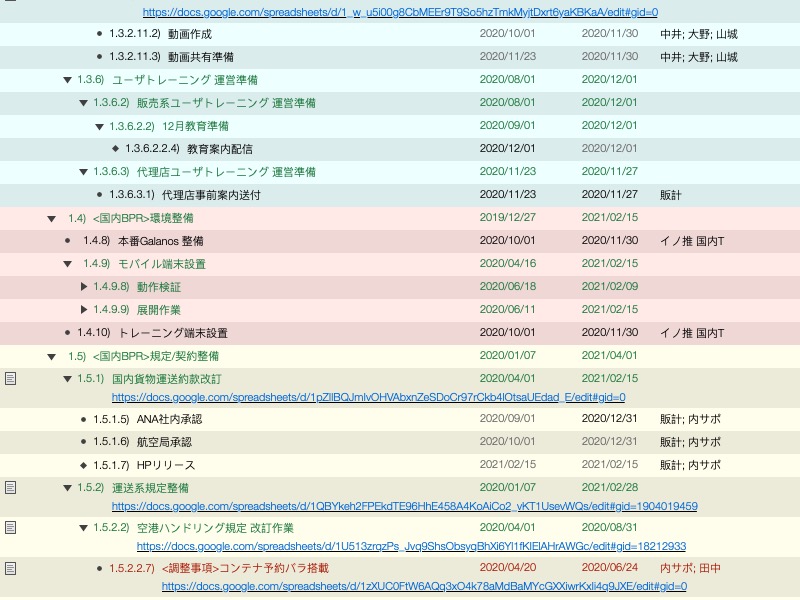 https://docs.google.com/spreadsheets/d/1_w_u5i00g8CbMEEr9T9So5hzTmkMyjtDxrt6yaKBKaA/edit#gid=0
1.3.2.11.2) 動画作成 2020/10/01 2020/11/30 中井; 大野; 山城
1.3.2.11.3) 動画共有準備 2020/11/23 2020/11/30 中井; 大野; 山城
1.3.6) ユーザトレーニング 運営準備 2020/08/01 2020/12/01
1.3.6.2) 販売系ユーザトレーニング 運営準備 2020/08/01 2020/12/01
1.3.6.2.2) 12月教育準備 2020/09/01 2020/12/01
1.3.6.2.2.4) 教育案内配信 2020/12/01 2020/12/01
1.3.6.3) 代理店ユーザトレーニング 運営準備 2020/11/23 2020/11/27
1.3.6.3.1) 代理店事前案内送付 2020/11/23 2020/11/27 販計
1.4) <国内BPR>環境整備 2019/12/27 2021/02/15
1.4.8) 本番Galanos 整備 2020/10/01 2020/11/30 イノ推 国内T
1.4.9) モバイル端末設置 2020/04/16 2021/02/15
1.4.9.8) 動作検証 2020/06/18 2021/02/09
1.4.9.9) 展開作業 2020/06/11 2021/02/15
1.4.10) トレーニング端末設置 2020/10/01 2020/11/30 イノ推 国内T
1.5) <国内BPR>規定/契約整備 2020/01/07 2021/04/01
1.5.1) 国内貨物運送約款改訂 2020/04/01 2021/02/15
https://docs.google.com/spreadsheets/d/1pZIlBQJmIvOHVAbxnZeSDoCr97rCkb4lOtsaUEdad_E/edit#gid=0
1.5.1.5) ANA社内承認 2020/09/01 2020/12/31 販計; 内サポ
1.5.1.6) 航空局承認 2020/10/01 2020/12/31 販計; 内サポ
1.5.1.7) HPリリース 2021/02/15 2021/02/15 販計; 内サポ
1.5.2) 運送系規定整備 2020/01/07 2021/02/28
https://docs.google.com/spreadsheets/d/1QBYkeh2FPEkdTE96HhE458A4KoAiCo2_vKT1UsevWQs/edit#gid=1904019459
1.5.2.2) 空港ハンドリング規定 改訂作業 2020/04/01 2020/08/31
https://docs.google.com/spreadsheets/d/1U513zrqzPs_Jvq9ShsObsyqBhXi6Yl1fKIElAHrAWGc/edit#gid=18212933
1.5.2.2.7) <調整事項>コンテナ予約バラ搭載 2020/04/20 2020/06/24 内サポ; 田中
https://docs.google.com/spreadsheets/d/1zXUC0FtW6AQq3xO4k78aMdBaMYcGXXiwrKxli4q9JXE/edit#gid=0